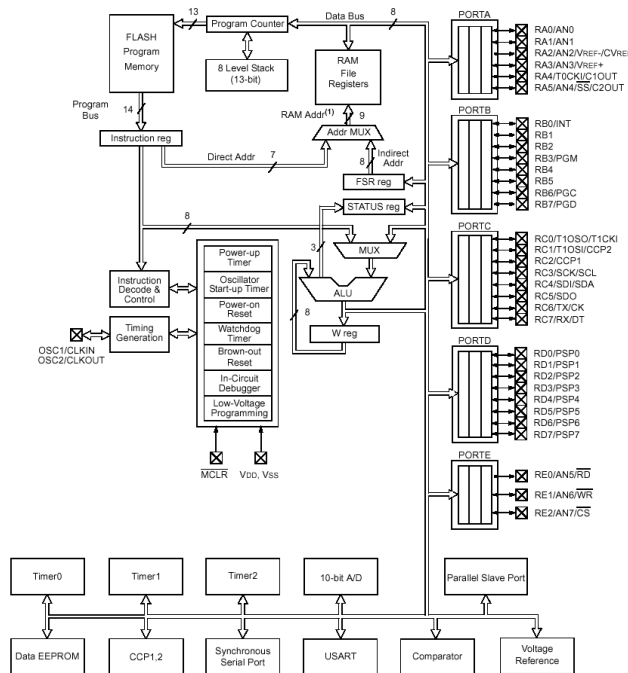 13
Program Counter
Data Bus
8
PORTA
FLASH
Program
Memory
8 Level Stack
(13-bit)
RAM
File
Registers
RA0/AN0
RA1/AN1
RA2/AN2/VREF-/CVRE
RA3/AN3/VREF+
RA4/T0CKI/C1OUT
RA5/AN4/SS/C2OUT
Program
Bus
14
RAM Addr(1)
9
PORTB
Instruction reg
Addr MUX
RB0/INT
RB1
RB2
RB3/PGM
RB4
RB5
RB6/PGC
RB7/PGD
Direct Addr
7
8
Indirect
Addr
FSR reg
STATUS reg
PORTC
8
3
MUX
RC0/T1OSO/T1CKI
RC1/T1OSI/CCP2
RC2/CCP1
RC3/SCK/SCL
RC4/SDI/SDA
RC5/SDO
RC6/TX/CK
RC7/RX/DT
Power-up
Timer
Instruction
Decode &
Control
Oscillator
Start-up Timer
Power-on
Reset
ALU
8
Timing
Generation
Watchdog
Timer
W reg
OSC1/CLKIN
OSC2/CLKOUT
Brown-out
Reset
PORTD
In-Circuit
Debugger
Low-Voltage
Programming
RD0/PSP0
RD1/PSP1
RD2/PSP2
RD3/PSP3
RD4/PSP4
RD5/PSP5
RD6/PSP6
RD7/PSP7
MCLR
VDD, VSS
PORTE
RE0/AN5/RD
RE1/AN6/WR
RE2/AN7/CS
Timer0
Timer1
Timer2
10-bit A/D
Parallel Slave Port
Data EEPROM
CCP1,2
Synchronous
Serial Port
USART
Comparator
Voltage
Reference